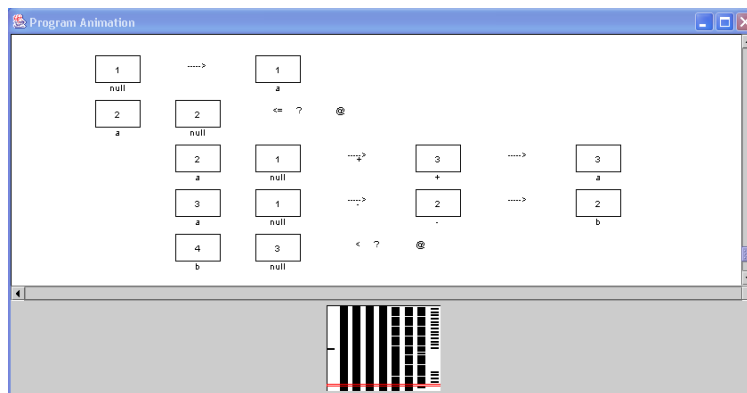 Program Animation
1 -----> 1
null a
2 2 <= ? @
a null
2 1 -----> 3 -----> 3
+
a null + a
3 1 -----> 2 -----> 2
-
a null - b
4 3 < ? @
b null